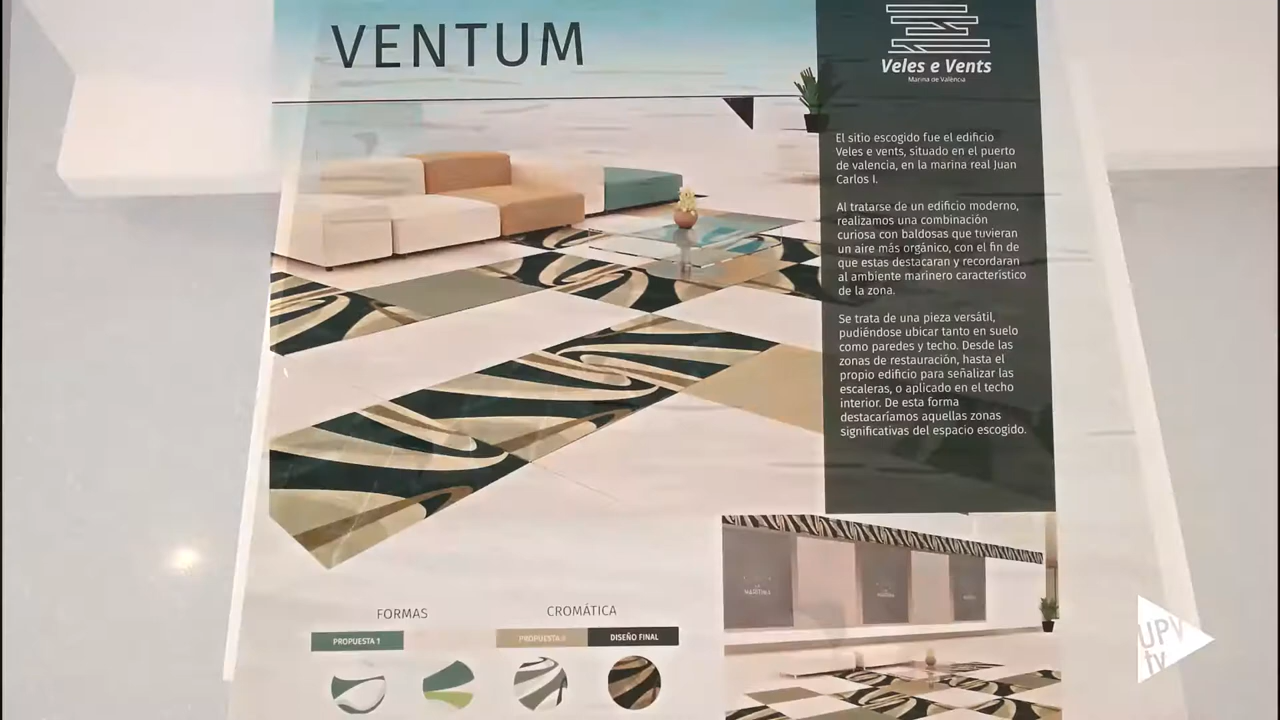 VENTUM
Veles e Vents
Marina de València
El sitio escogido fue el edificio
Veles e vents, situado en el puerto
de valencia, en la marina real Juan
Carlos I.
Al tratarse de un edificio moderno,
realizamos una combinación
curiosa con baldosas que tuvieran
un aire más orgánico, con el fin de
que estas destacaran y recordaran
al ambiente marinero característico
de la zona.
Se trata de una pieza versátil,
pudiéndose ubicar tanto en suelo
como paredes y techo. Desde las
zonas de restauración, hasta el
propio edificio para señalizar las
escaleras, o aplicado en el techo
interior. De esta forma
destacaríamos aquellas zonas
significativas del espacio escogido.
FORMAS
CROMÁTICA
PROPUESTA 1
DISEÑO FINAL
UPV
tv